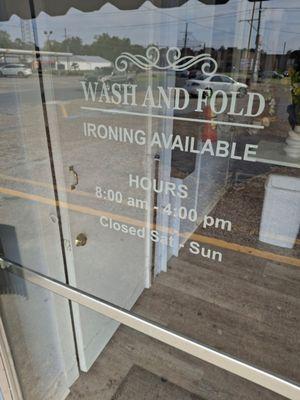 WASH AND FOLD
IRONING AVAILABLE
HOURS
8:00 am - 4:00 pm
Closed Sat - Sun